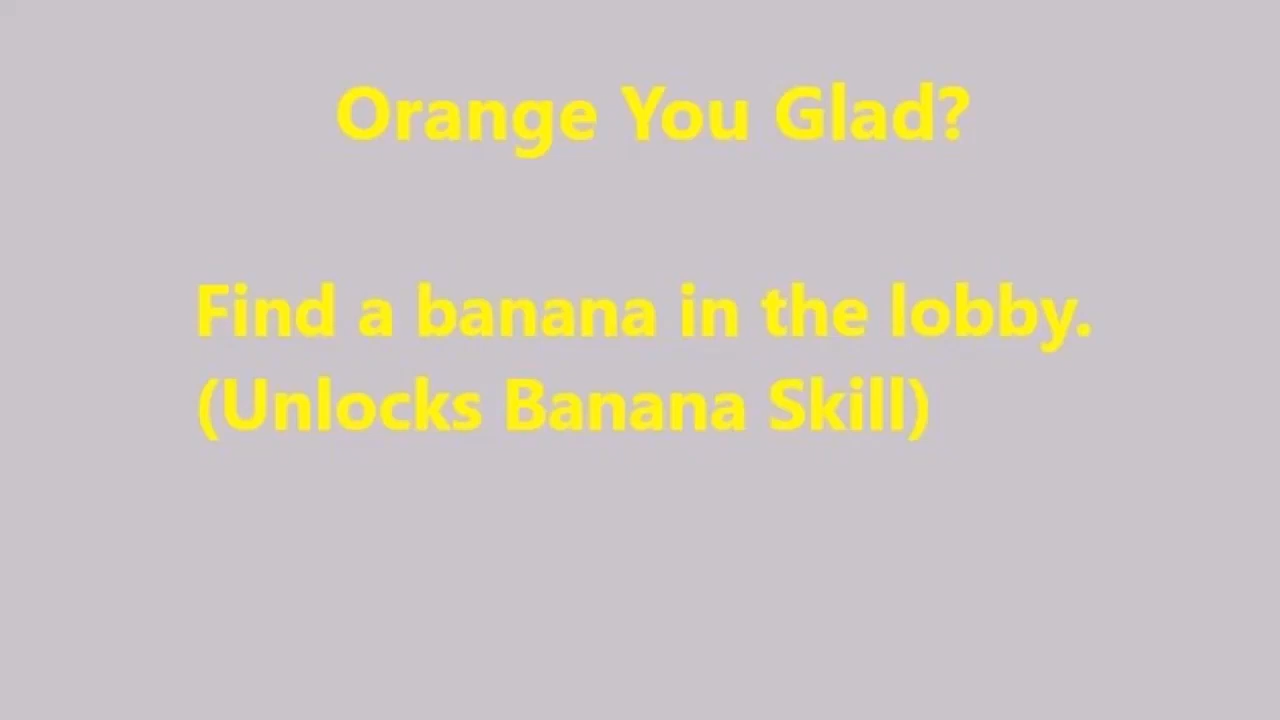 Orange You Glad?
Find a banana in the lobby.
(Unlocks Banana Skill)